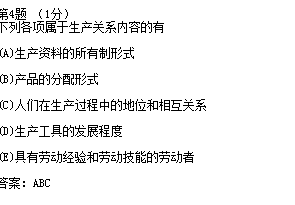 第4题 （1分）
下列各项属于生产关系内容的有
(A)生产资料的所有制形式
(B)产品的分配形式
(C)人们在生产过程中的地位和相互关系
(D)生产工具的发展程度
(E)具有劳动经验和劳动技能的劳动者
答案：ABC